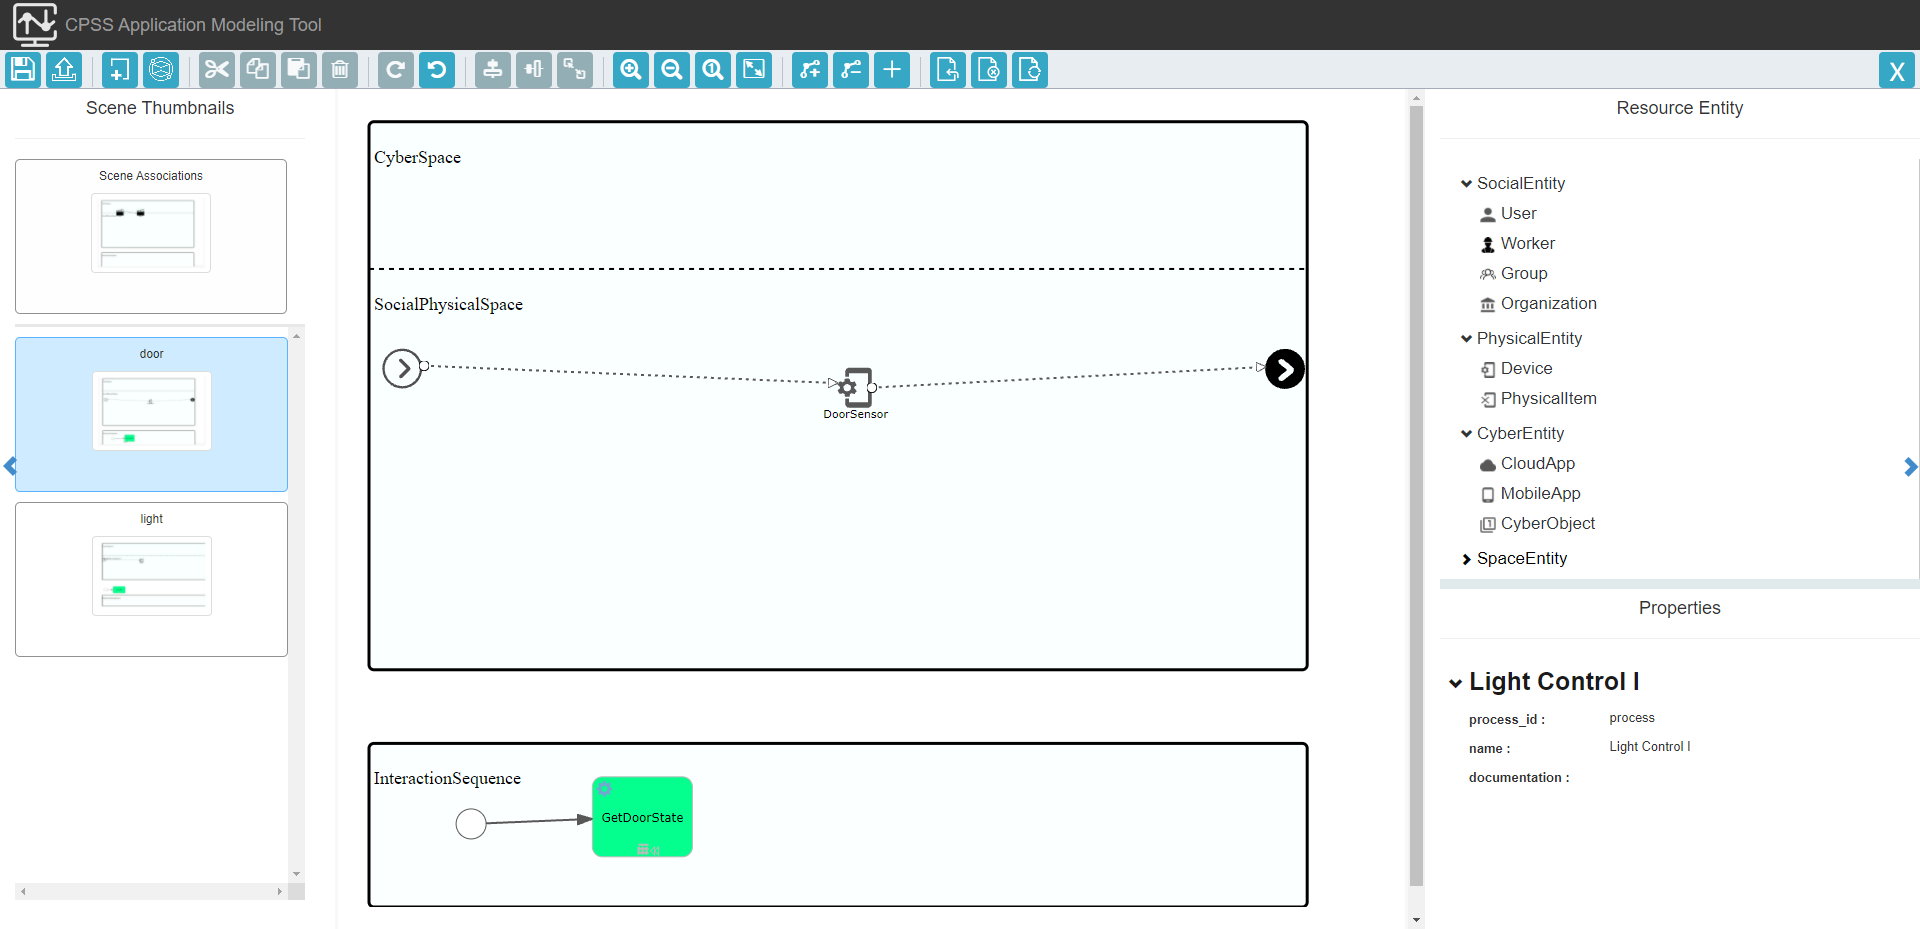 CPSS Application Modeling Tool
X
Scene Thumbnails
Scene Associations
door
light
CyberSpace
SocialPhysicalSpace
DoorSensor
InteractionSequence
GetDoorState
Resource Entity
SocialEntity
User
Worker
Group
Organization
PhysicalEntity
Device
PhysicalItem
CyberEntity
CloudApp
MobileApp
CyberObject
SpaceEntity
Properties
Light Control I
process_id : process
name : Light Control I
documentation :